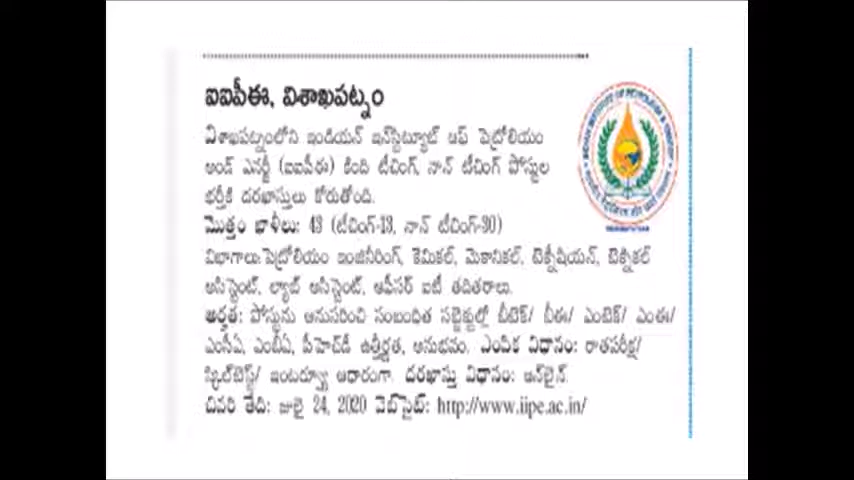 ఐఐపీఈ, విశాఖపట్నం
విశాఖపట్నంలోని ఇండియన్ ఇన్‌స్టిట్యూట్ ఆఫ్ పెట్రోలియం
అండ్ ఎనర్జీ (ఐఐపీఈ) కింది టీచింగ్, నాన్ టీచింగ్ పోస్టుల
భర్తీకి దరఖాస్తులు కోరుతోంది.
మొత్తం ఖాళీలు: 43 (టీచింగ్-13, నాన్ టీచింగ్-30)
విభాగాలు:పెట్రోలియం ఇంజినీరింగ్, కెమికల్, మెకానికల్, టెక్నీషియన్, టెక్నికల్
అసిస్టెంట్, ల్యాబ్ అసిస్టెంట్, ఆఫీసర్ ఐటీ తదితరాలు.
అర్హత: పోస్టును అనుసరించి సంబంధిత సబ్జెక్టుల్లో బీటెక్/ బీఈ/ ఎంటెక్/ ఎంఈ/
ఎంసీఏ, ఎంబీఏ, పీహెచ్‌డీ ఉత్తీర్ణత, అనుభవం. ఎంపిక విధానం: రాతపరీక్ష/
స్కిల్‌టెస్ట్/ ఇంటర్వ్యూ ఆధారంగా. దరఖాస్తు విధానం: ఆన్‌లైన్.
చివరి తేది: జులై 24, 2020 వెబ్‌సైట్: http://www.iipe.ac.in/